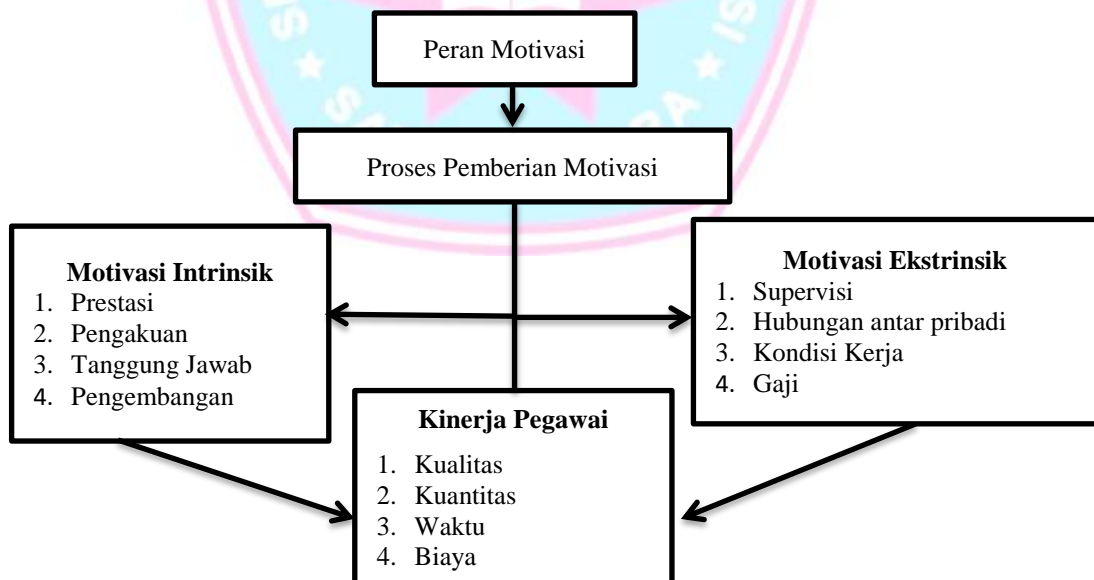 Peran Motivasi
Proses Pemberian Motivasi
Motivasi Intrinsik
1. Prestasi
2. Pengakuan
3. Tanggung Jawab
4. Pengembangan
Motivasi Ekstrinsik
1. Supervisi
2. Hubungan antar pribadi
3. Kondisi Kerja
4. Gaji
Kinerja Pegawai
1. Kualitas
2. Kuantitas
3. Waktu
4. Biaya